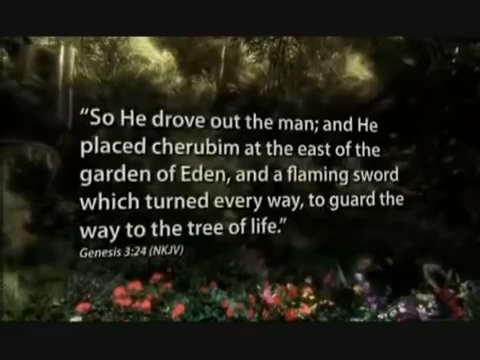 “So He drove out the man; and He
placed cherubim at the east of the
garden of Eden, and a flaming sword
which turned every way, to guard the
way to the tree of life.”
Genesis 3:24 (NKJV)